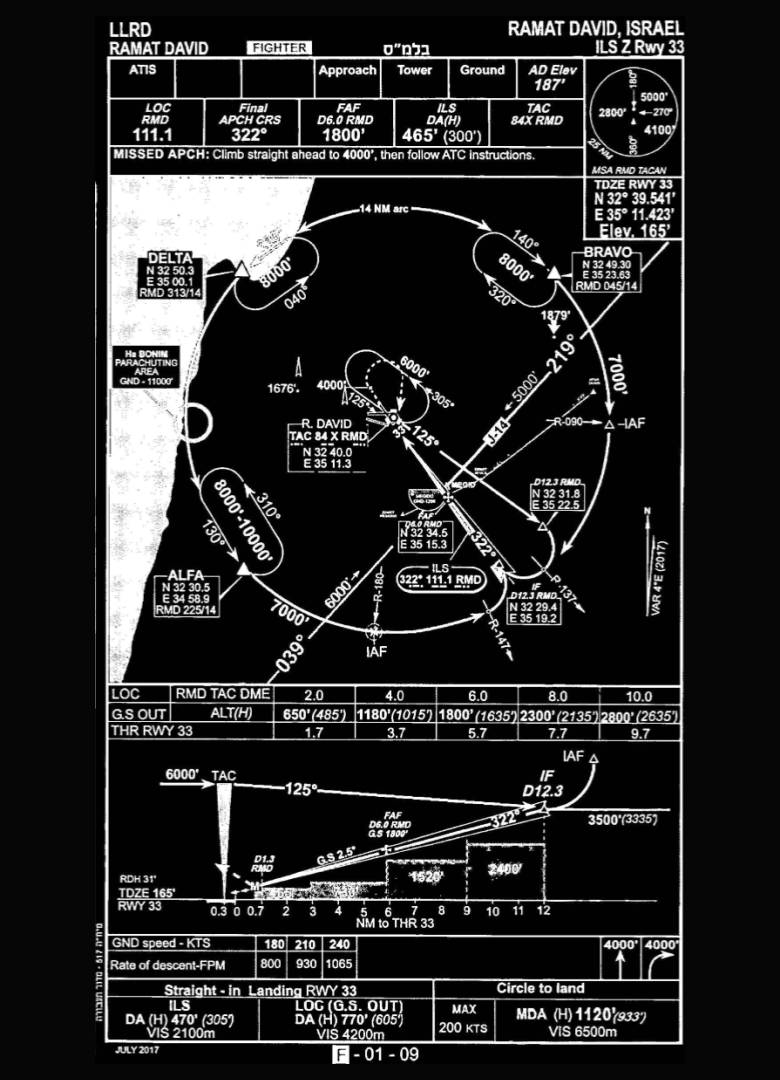 LLRD
RAMAT DAVID
FIGHTER
בלמ"ס
RAMAT DAVID, ISRAEL
ILS Z Rwy 33
ATIS
Approach
Tower
Ground
AD Elev
187'
LOC
RMD
111.1
Final
APCH CRS
322°
FAF
D6.0 RMD
1800'
ILS
DA(H)
465' (300')
TAC
84X RMD
MISSED APCH: Climb straight ahead to 4000', then follow ATC instructions.
180°
5000'
2800'
270°
4100'
360°
25 NM
MSA RMD TACAN
TDZE RWY 33
N 32° 39.541'
E 35° 11.423'
Elev. 165'
14 NM arc
DELTA
N 32 50.3
E 35 00.1
RMD 313/14
8000'
040°
140°
8000'
320°
BRAVO
N 32 49.30
E 35 23.63
RMD 045/14
1879'
219°
7000'
Ha BONIM
PARACHUTING
AREA
GND - 11000'
1676'
4000'
6000'
305°
125°
5000'
J-14
R-090
IAF
R. DAVID
TAC 84 X RMD
N 32 40.0
E 35 11.3
33
125°
D12.3 RMD
N 32 31.8
E 35 22.5
MEGIDO
FAF
D6.0 RMD
N 32 34.5
E 35 15.3
8000'-10000'
310°
130°
ALFA
N 32 30.5
E 34 58.9
RMD 225/14
ILS
322° 111.1 RMD
322°
IF
D12.3 RMD
N 32 29.4
E 35 19.2
R-137
R-147
R-180
6000'
7000'
039°
IAF
N
VAR 4°E (2017)
LOC RMD TAC DME 2.0 4.0 6.0 8.0 10.0
G.S OUT ALT(H) 650' (485') 1180' (1015') 1800' (1635') 2300' (2135') 2800' (2635')
THR RWY 33 1.7 3.7 5.7 7.7 9.7
6000'
TAC
125°
IAF
IF
D12.3
FAF
D6.0 RMD
G.S 1800'
322°
3500'(3335')
G.S 2.5°
D1.3
RMD
M
1520'
2400'
RDH 31'
TDZE 165'
RWY 33
0.3 0 0.7 2 3 4 5 6 7 8 9 10 11 12
NM to THR 33
GND speed - KTS 180 210 240
Rate of descent-FPM 800 930 1065
4000' 4000'
Straight - in Landing RWY 33
Circle to land
ILS
DA (H) 470' (305')
VIS 2100m
LOC (G.S. OUT)
DA (H) 770' (605')
VIS 4200m
MAX
200 KTS
MDA (H) 1120'(933')
VIS 6500m
JULY 2017
F - 01 - 09